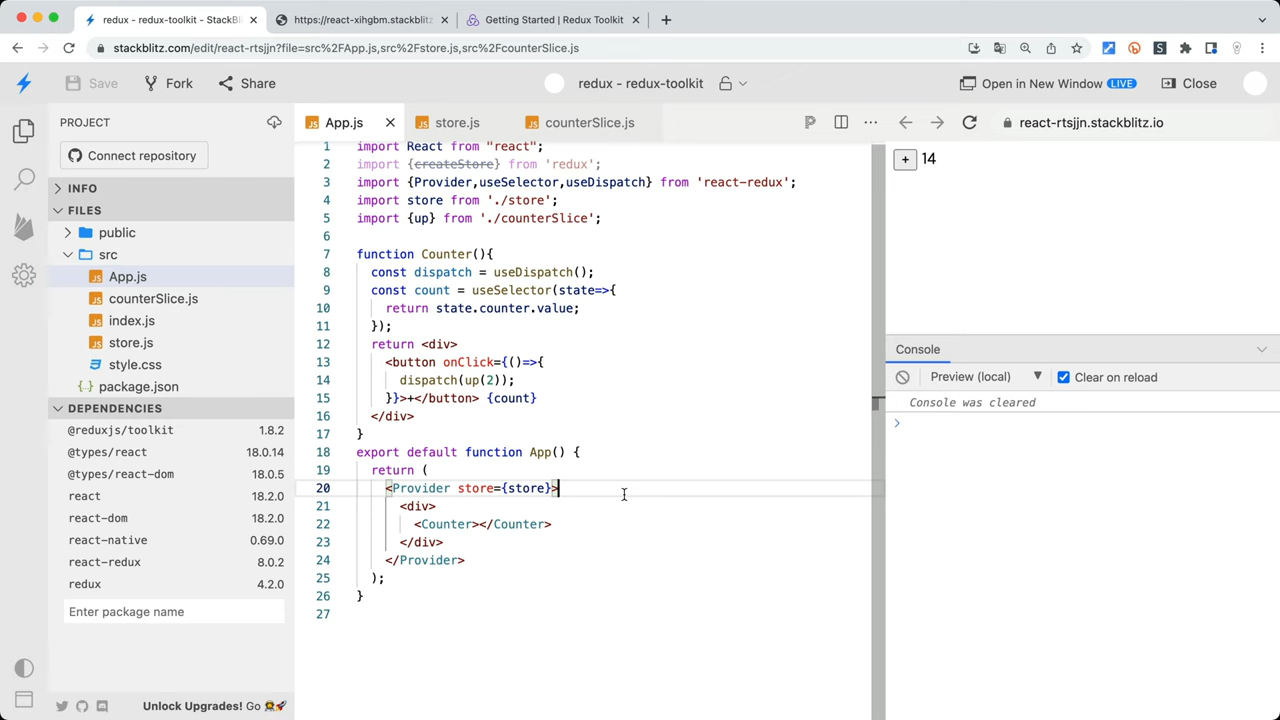 redux - redux-toolkit - StackBli
https://react-xihgbm.stackblitz.
Getting Started | Redux Toolkit
stackblitz.com/edit/react-rtsjjn?file=src%2FApp.js,src%2Fstore.js,src%2FcounterSlice.js
Save
Fork
Share
redux - redux-toolkit
Open in New Window LIVE
Close
PROJECT
Connect repository
INFO
FILES
public
src
App.js
counterSlice.js
index.js
store.js
style.css
package.json
DEPENDENCIES
@reduxjs/toolkit 1.8.2
@types/react 18.0.14
@types/react-dom 18.0.5
react 18.2.0
react-dom 18.2.0
react-native 0.69.0
react-redux 8.0.2
redux 4.2.0
Enter package name
Unlock Upgrades! Go
App.js
store.js
counterSlice.js
1 import React from "react";
2 import {createStore} from 'redux';
3 import {Provider,useSelector,useDispatch} from 'react-redux';
4 import store from './store';
5 import {up} from './counterSlice';
6
7 function Counter(){
8 const dispatch = useDispatch();
9 const count = useSelector(state=>{
10 return state.counter.value;
11 });
12 return <div>
13 <button onClick={()=>{
14 dispatch(up(2));
15 }}>+</button> {count}
16 </div>
17 }
18 export default function App() {
19 return (
20 <Provider store={store}>
21 <div>
22 <Counter></Counter>
23 </div>
24 </Provider>
25 );
26 }
27
react-rtsjjn.stackblitz.io
+ 14
Console
Preview (local)
Clear on reload
Console was cleared